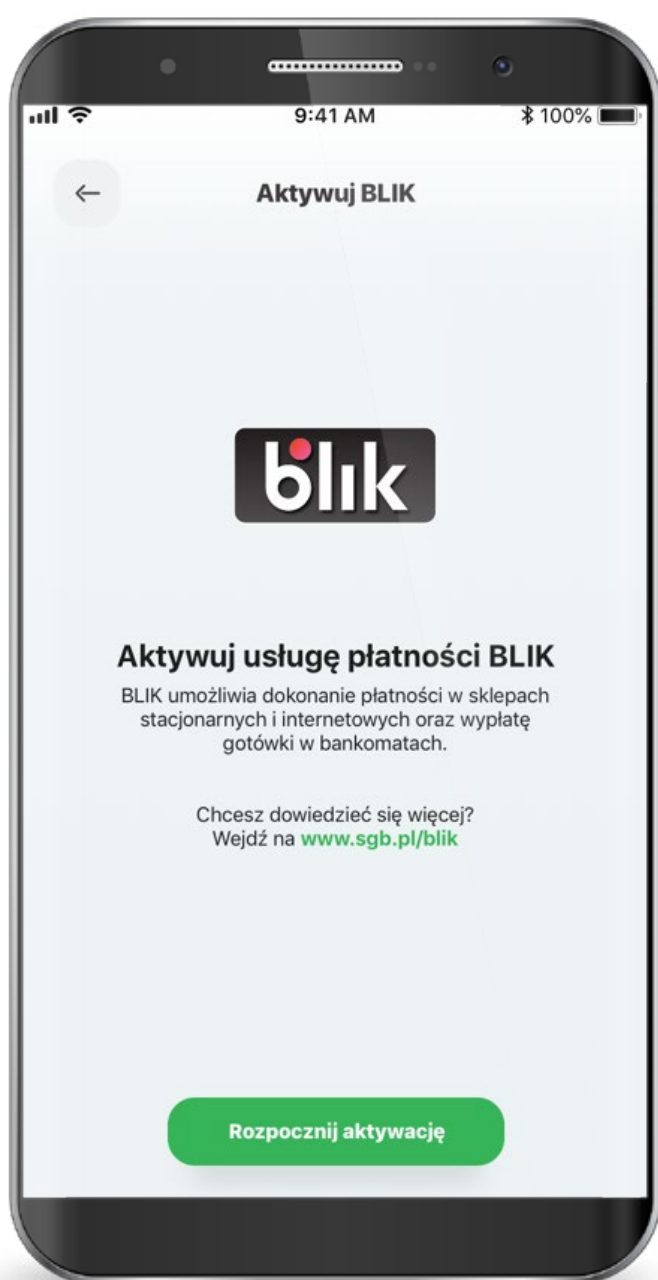 9:41 AM
100%
Aktywuj BLIK
blik
Aktywuj usługę płatności BLIK
BLIK umożliwia dokonanie płatności w sklepach
stacjonarnych i internetowych oraz wypłatę
gotówki w bankomatach.
Chcesz dowiedzieć się więcej?
Wejdź na www.sgb.pl/blik
Rozpocznij aktywację